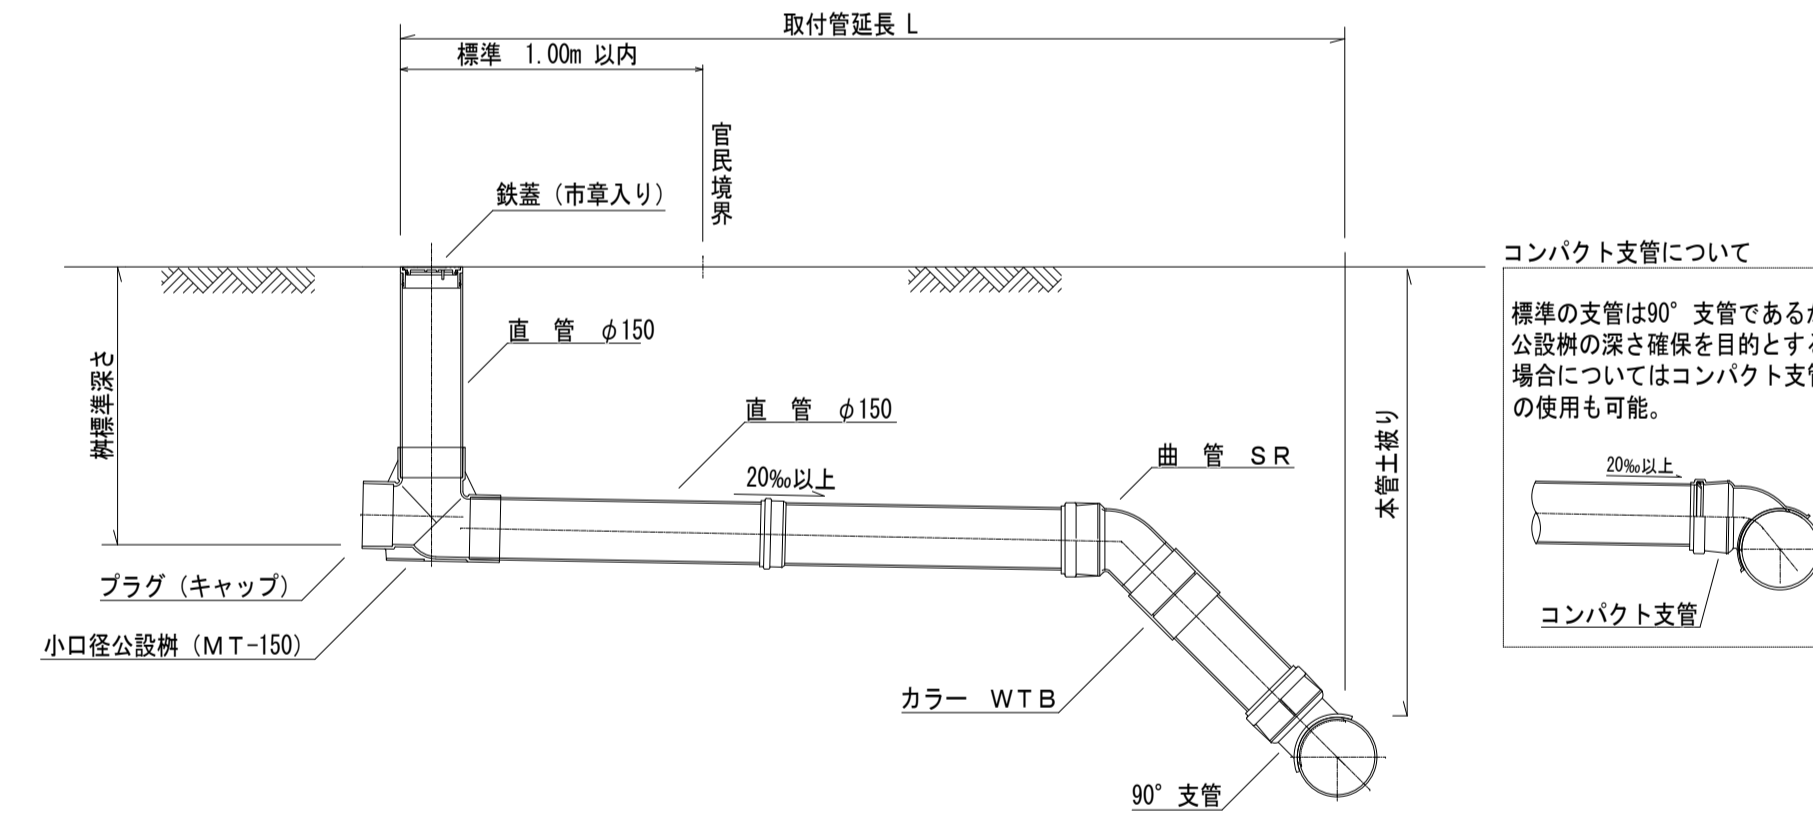 取付管延長 L
標準 1.00m 以内
官民境界
鉄蓋（市章入り）
直 管 φ150
桝標準深さ
直 管 φ150
20‰以上
曲 管 ＳＲ
本管土被り
プラグ（キャップ）
小口径公設桝（ＭＴ-150）
カラー ＷＴＢ
90°支管
コンパクト支管について
標準の支管は90°支管であるが
公設桝の深さ確保を目的とする
場合についてはコンパクト支管
の使用も可能。
20‰以上
コンパクト支管